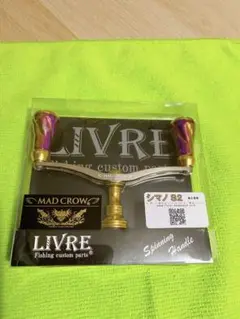 LIVRE
Fishing custom parts
MAD CROW
シマノ S2
LIVRE
Fishing custom parts
Spinning
Handle